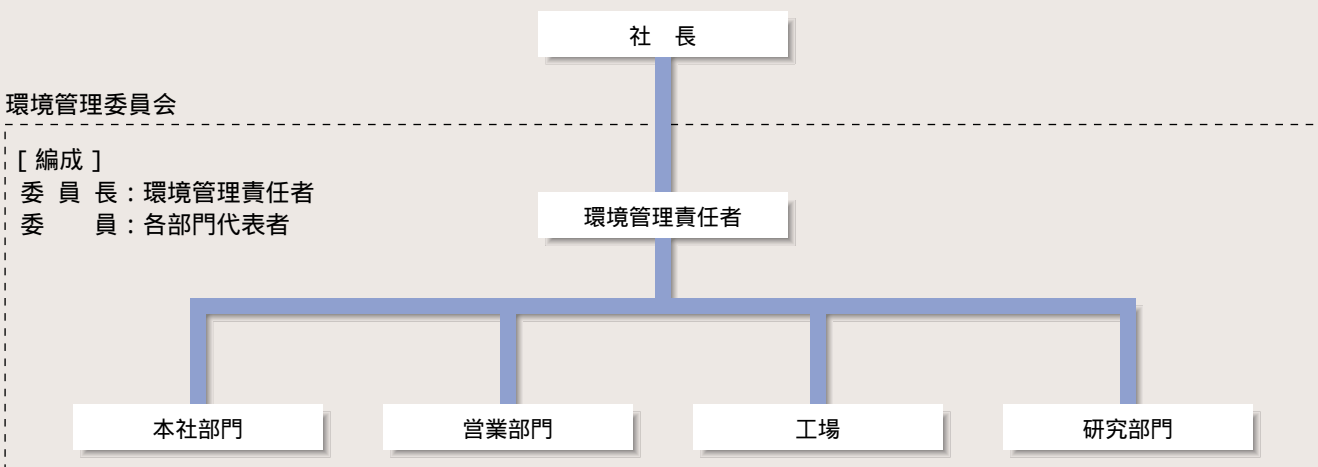 社　長
環境管理委員会
[ 編成 ]
委 員 長：環境管理責任者
委　　員：各部門代表者
環境管理責任者
本社部門
営業部門
工場
研究部門